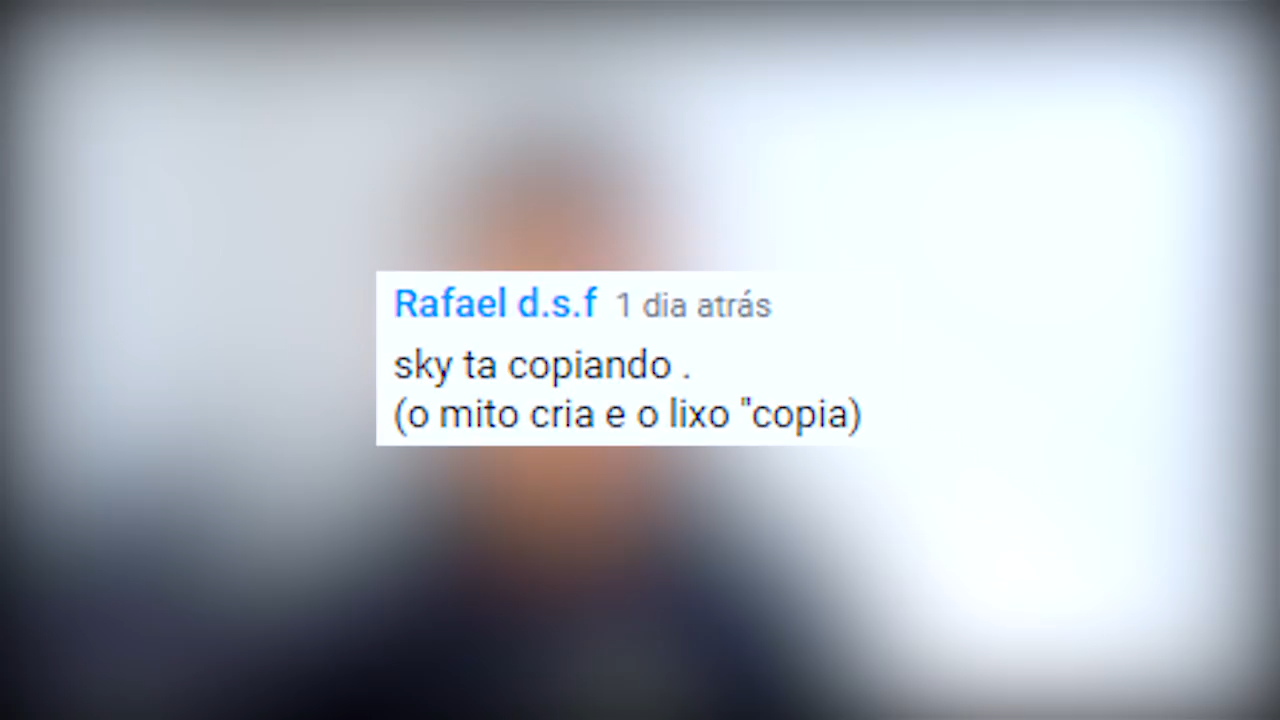 Rafael d.s.f 1 dia atrás
sky ta copiando .
(o mito cria e o lixo "copia)